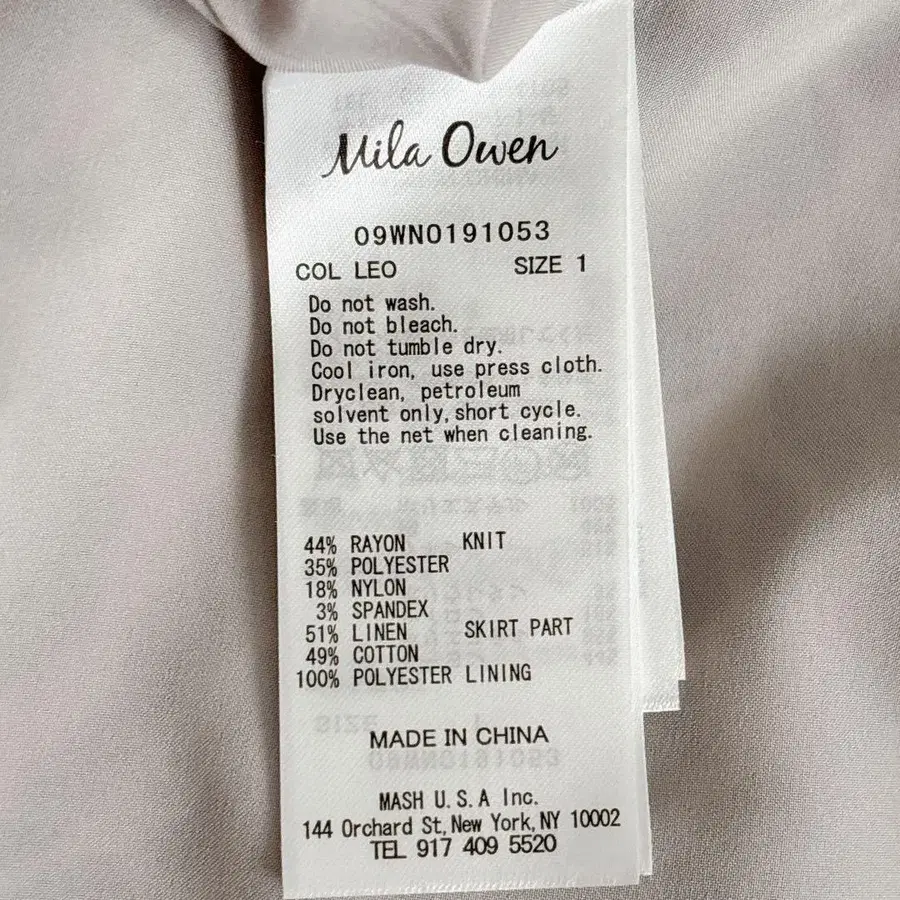 Mila Owen
09WN0191053
COL LEO SIZE 1
Do not wash.
Do not bleach.
Do not tumble dry.
Cool iron, use press cloth.
Dryclean, petroleum
solvent only, short cycle.
Use the net when cleaning.
44% RAYON KNIT
35% POLYESTER
18% NYLON
3% SPANDEX
51% LINEN SKIRT PART
49% COTTON
100% POLYESTER LINING
MADE IN CHINA
MASH U.S.A Inc.
144 Orchard St, New York, NY 10002
TEL 917 409 5520